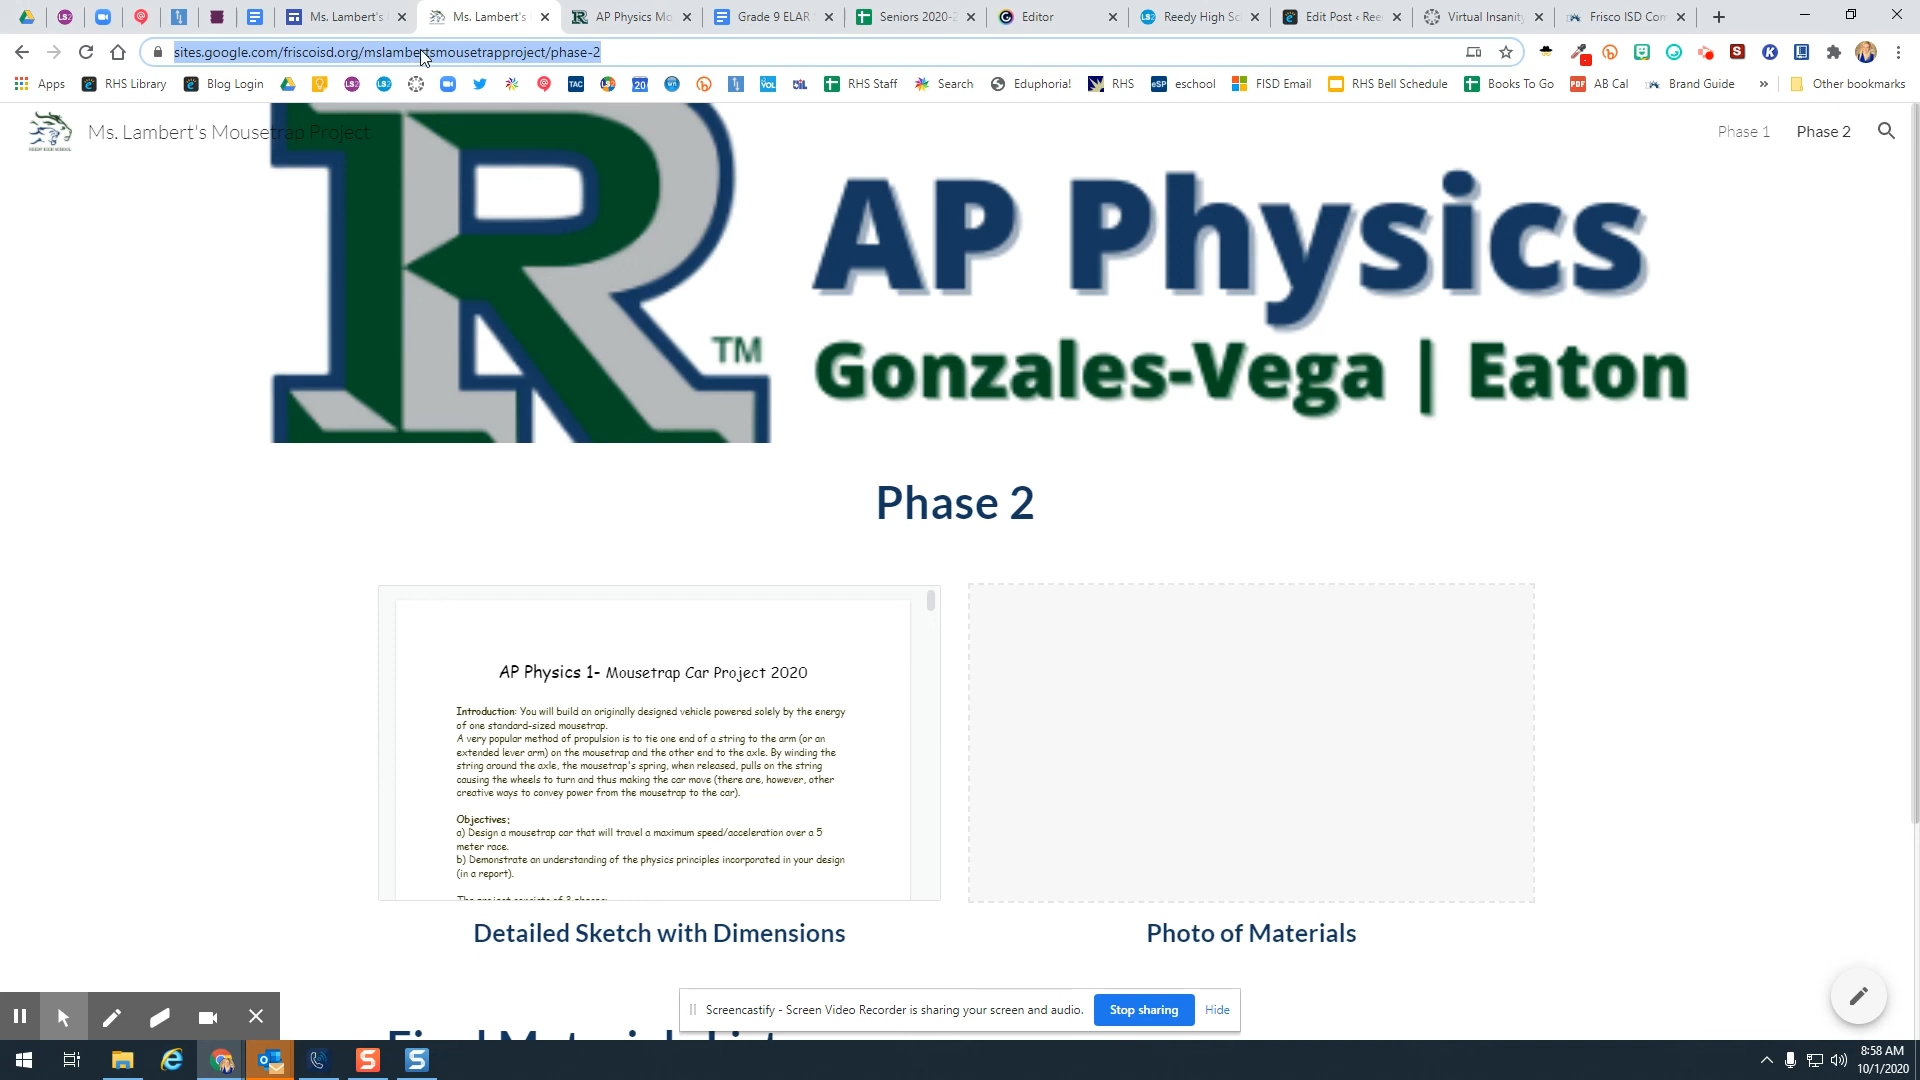 Ms. Lambert's
Ms. Lambert's
AP Physics Mo
Grade 9 ELAR
Seniors 2020-2
Editor
Reedy High Sc
Edit Post ‹ Ree
Virtual Insanity
Frisco ISD Com
sites.google.com/friscoisd.org/mslambertsmousetrapproject/phase-2
Apps
RHS Library
Blog Login
RHS Staff
Search
Eduphoria!
RHS
eschool
FISD Email
RHS Bell Schedule
Books To Go
AB Cal
Brand Guide
»
Other bookmarks
Ms. Lambert's Mousetrap Project
Phase 1
Phase 2
R
TM
AP Physics
Gonzales-Vega | Eaton
Phase 2
AP Physics 1- Mousetrap Car Project 2020
Introduction: You will build an originally designed vehicle powered solely by the energy
of one standard-sized mousetrap.
A very popular method of propulsion is to tie one end of a string to the arm (or an
extended lever arm) on the mousetrap and the other end to the axle. By winding the
string around the axle, the mousetrap's spring, when released, pulls on the string
causing the wheels to turn and thus making the car move (there are, however, other
creative ways to convey power from the mousetrap to the car).
Objectives:
a) Design a mousetrap car that will travel a maximum speed/acceleration over a 5
meter race.
b) Demonstrate an understanding of the physics principles incorporated in your design
(in a report).
The project consists of 3 phases:
Detailed Sketch with Dimensions
Photo of Materials
Final Materials List
Screencastify - Screen Video Recorder is sharing your screen and audio.
Stop sharing
Hide
8:58 AM
10/1/2020